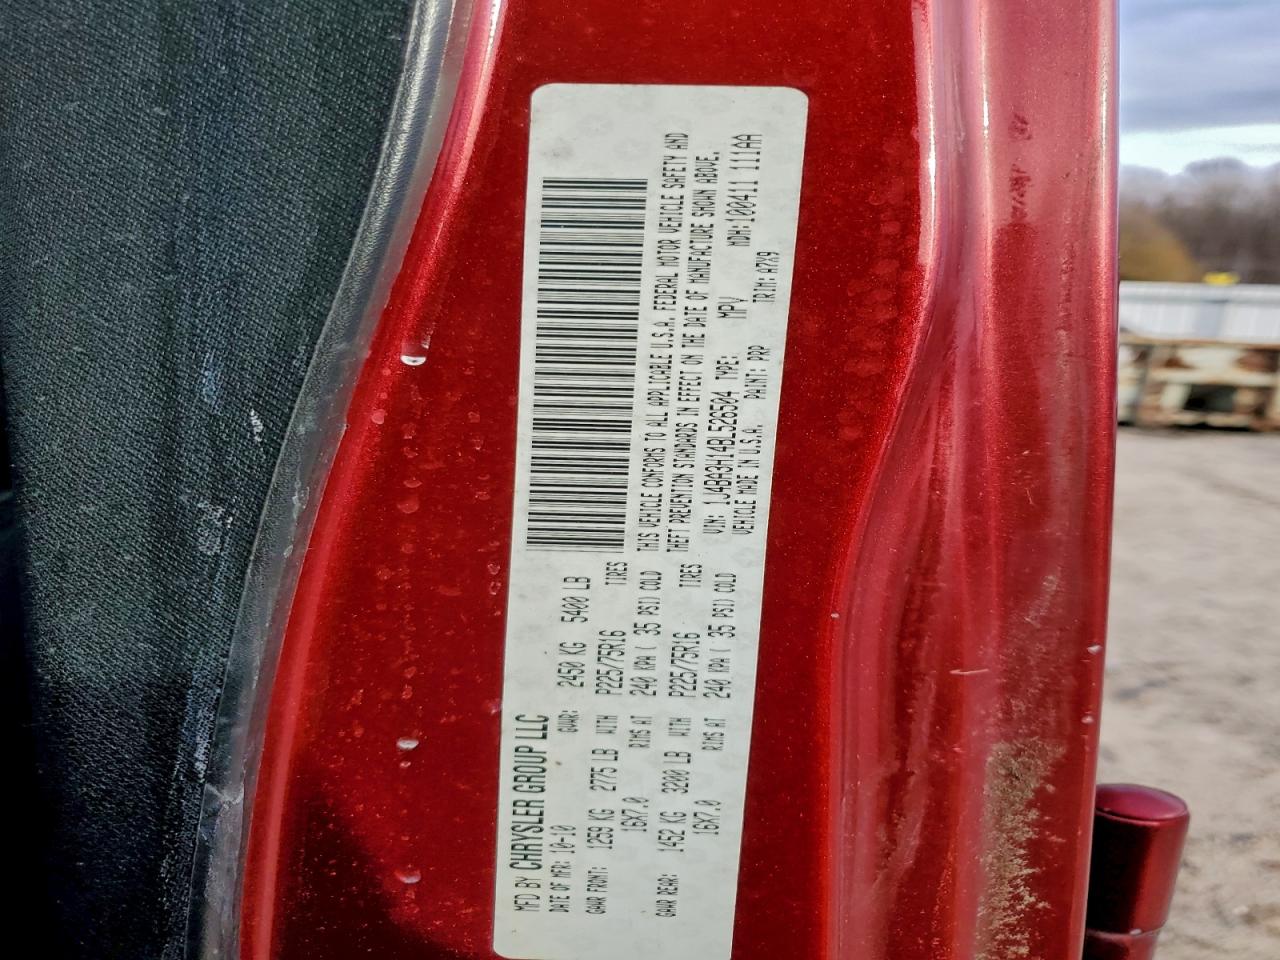 MFD BY CHRYSLER GROUP LLC
DATE OF MFR: 10-10 GVWR: 2450 KG 5400 LB
GAWR FRONT: 1259 KG 2775 LB WITH P225/75R16 TIRES
16X7.0 RIMS AT 240 KPA ( 35 PSI) COLD
GAWR REAR: 1452 KG 3200 LB WITH P225/75R16 TIRES
16X7.0 RIMS AT 240 KPA ( 35 PSI) COLD
THIS VEHICLE CONFORMS TO ALL APPLICABLE U.S.A. FEDERAL MOTOR VEHICLE SAFETY AND
THEFT PREVENTION STANDARDS IN EFFECT ON THE DATE OF MANUFACTURE SHOWN ABOVE.
VIN: 1J4BA3H14BL526504 TYPE: MPV MDH:100411 111AA
VEHICLE MADE IN U.S.A. PAINT: PRP TRIM: A7X9